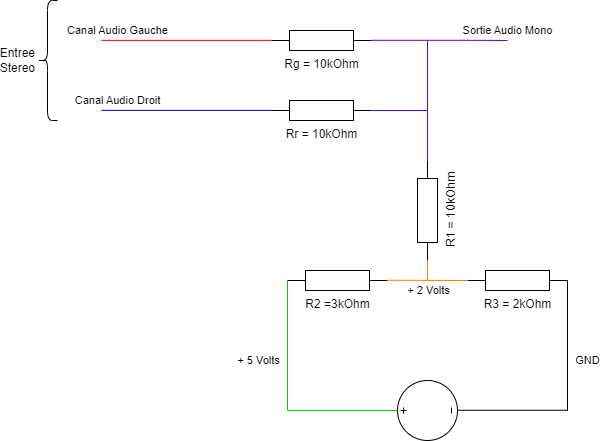 Canal Audio Gauche
Sortie Audio Mono
Entree
Stereo
Rg = 10kOhm
Canal Audio Droit
Rr = 10kOhm
R1 = 10kOhm
+ 2 Volts
R2 =3kOhm
R3 = 2kOhm
+ 5 Volts
GND
+
-